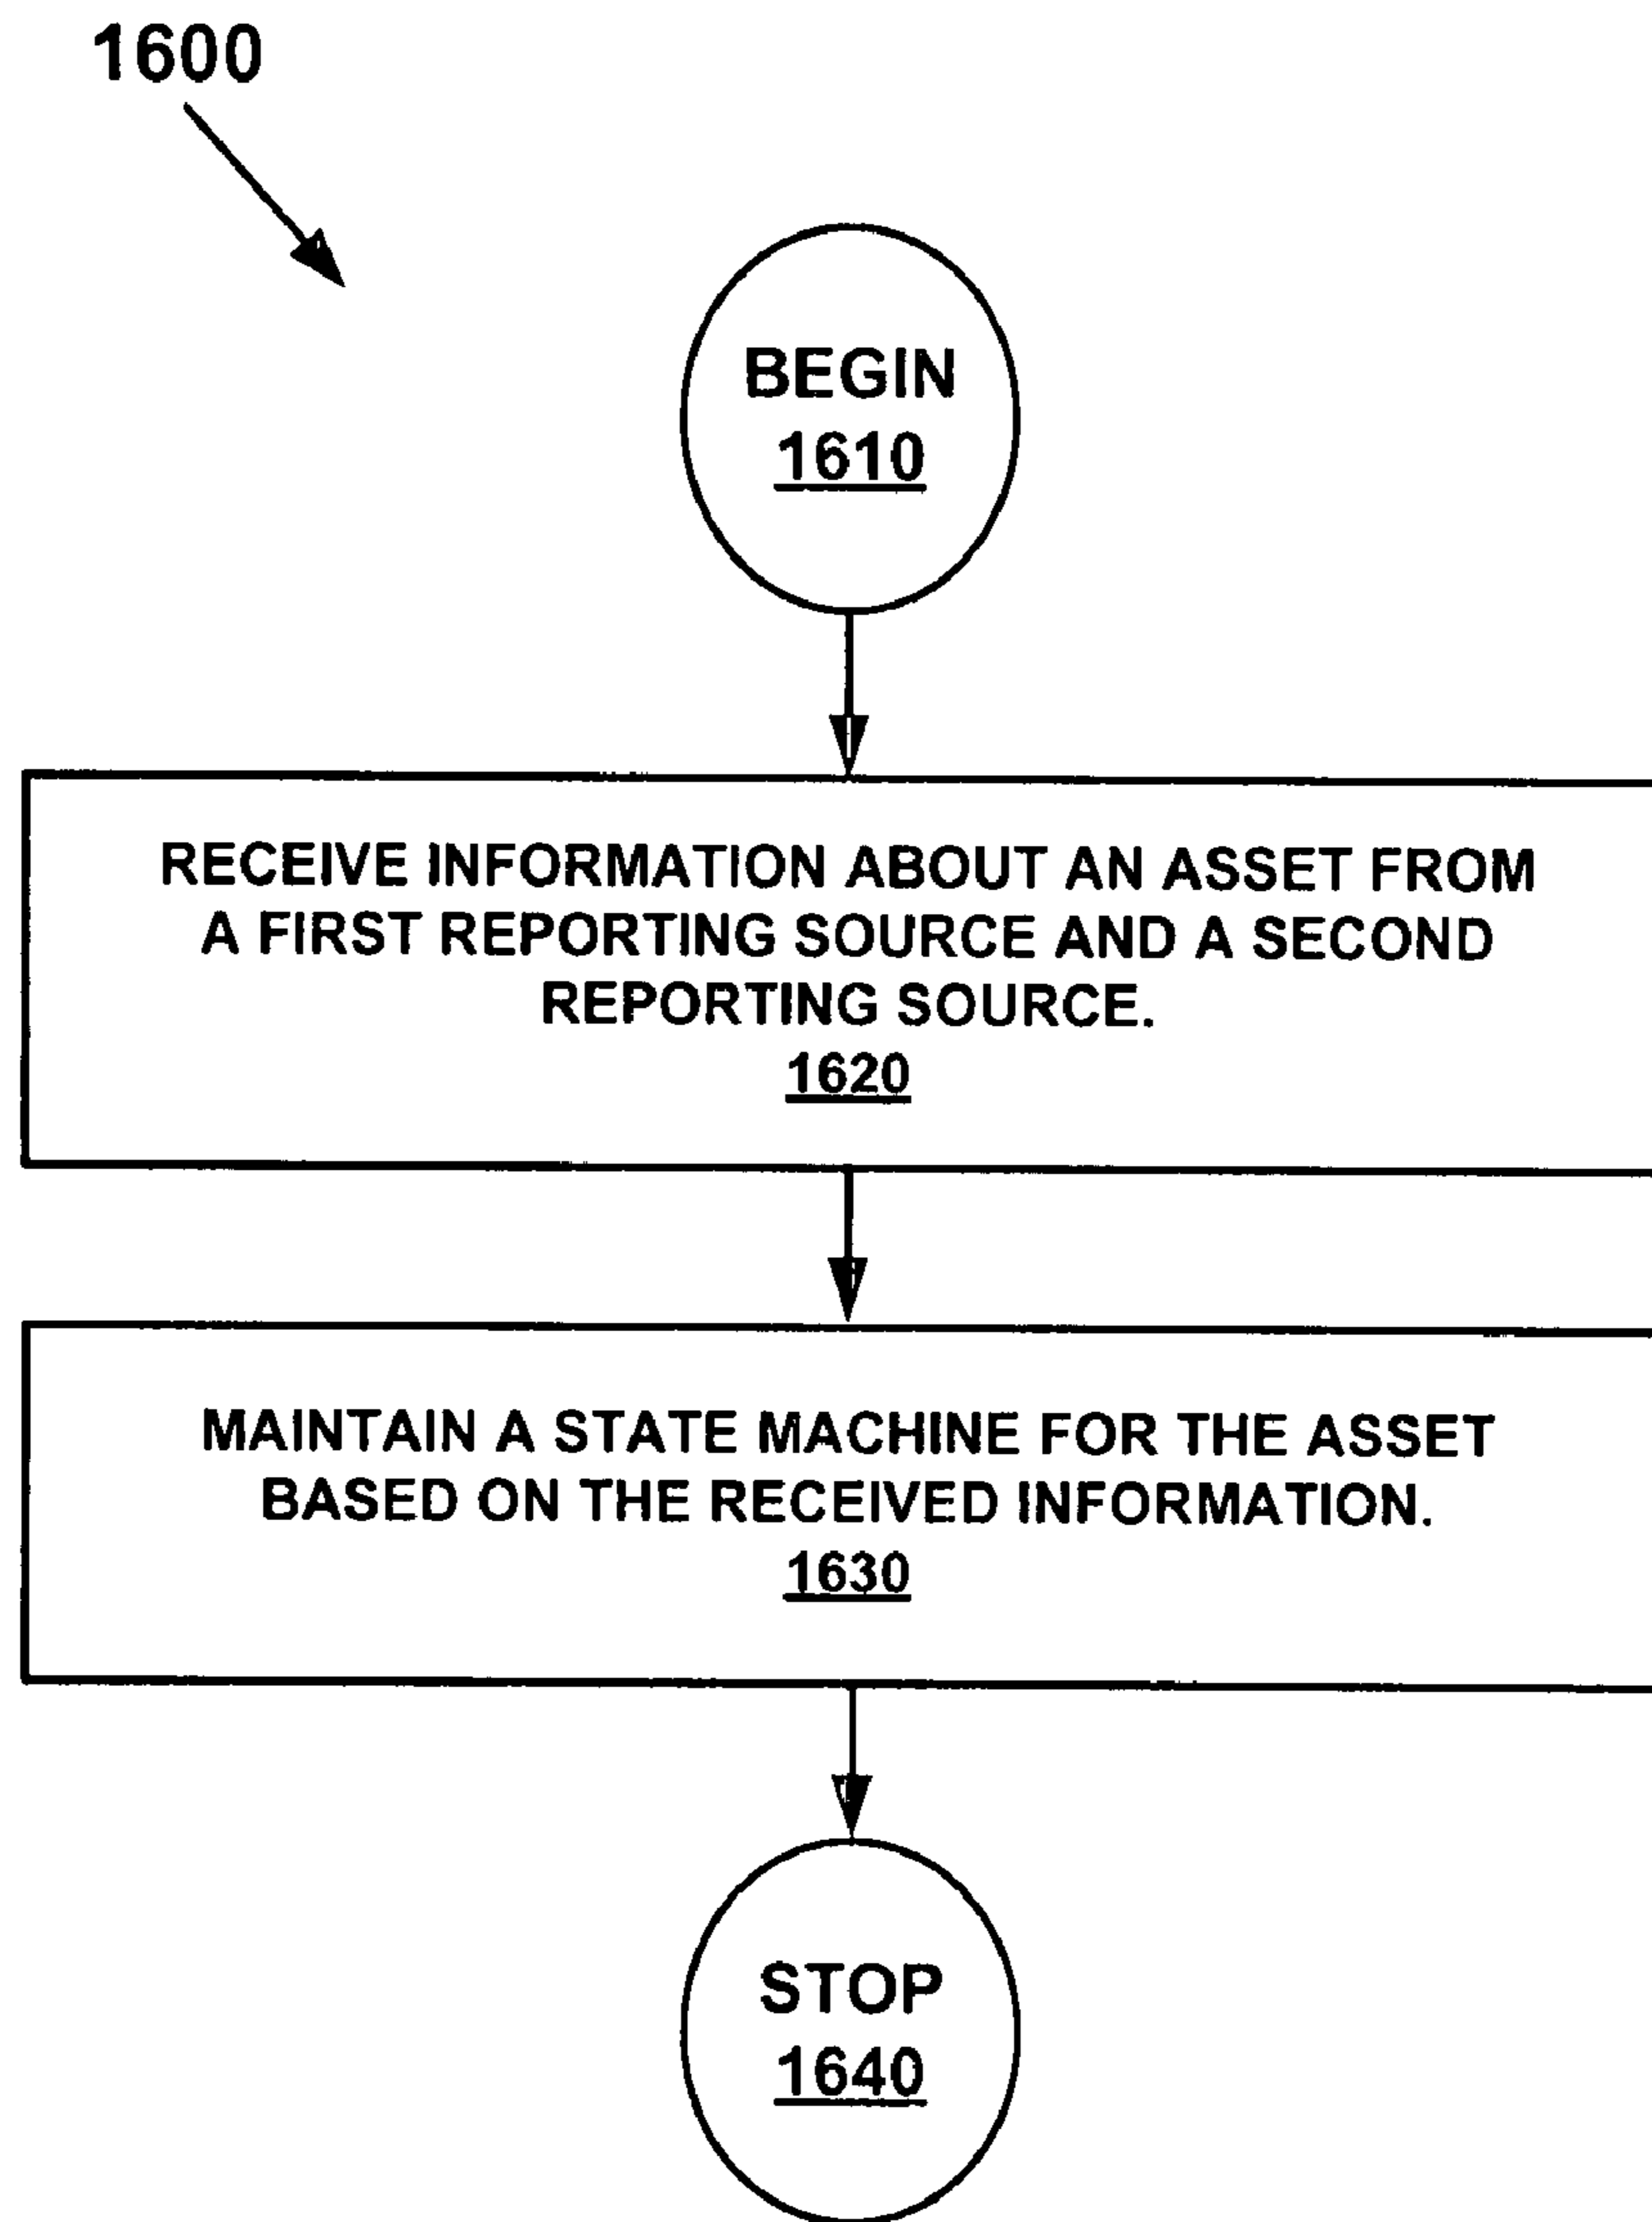 1600
BEGIN
1610
RECEIVE INFORMATION ABOUT AN ASSET FROM
A FIRST REPORTING SOURCE AND A SECOND
REPORTING SOURCE.
1620
MAINTAIN A STATE MACHINE FOR THE ASSET
BASED ON THE RECEIVED INFORMATION.
1630
STOP
1640